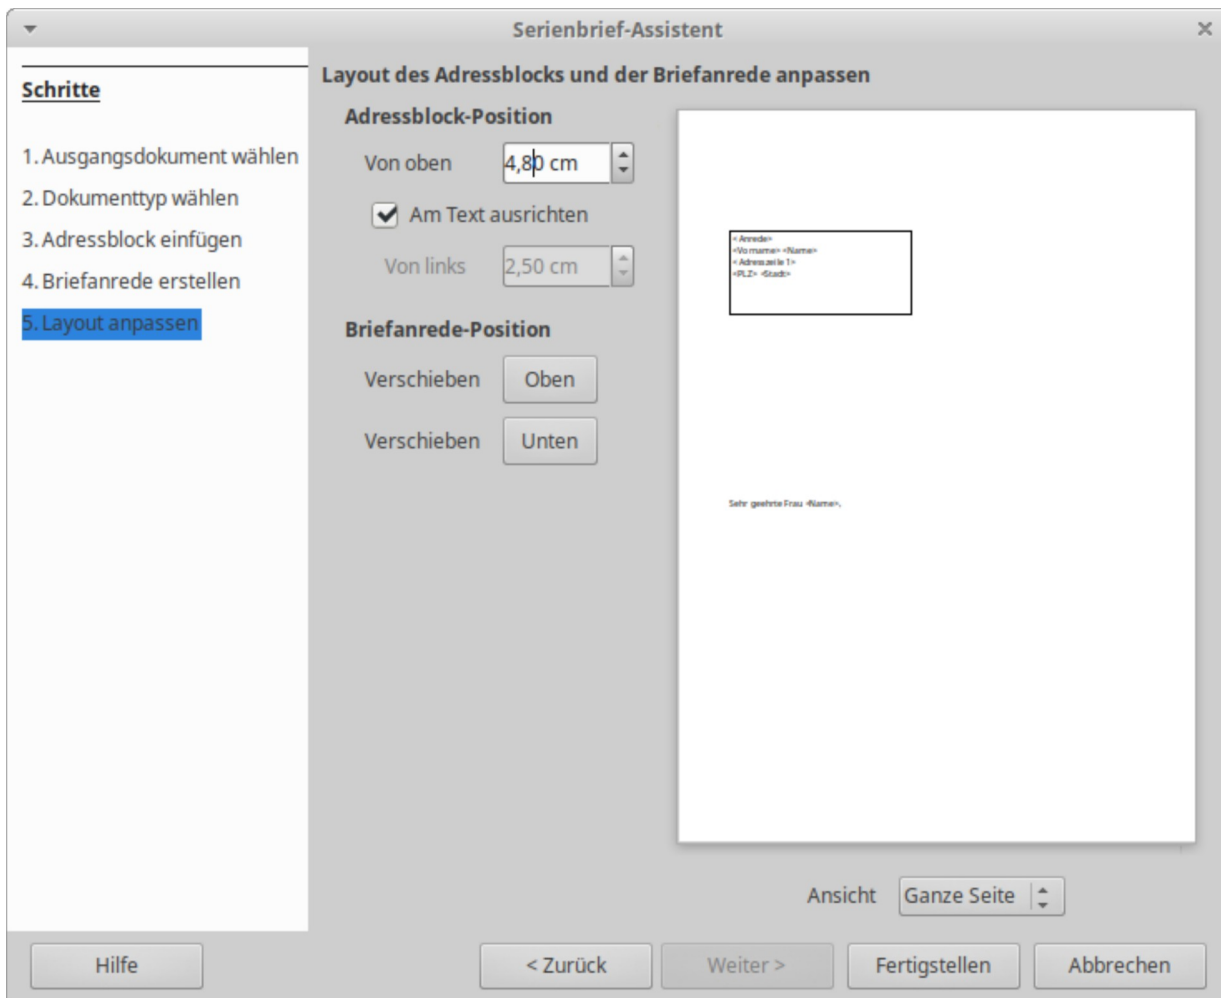 Serienbrief-Assistent
Schritte
1. Ausgangsdokument wählen
2. Dokumenttyp wählen
3. Adressblock einfügen
4. Briefanrede erstellen
5. Layout anpassen
Layout des Adressblocks und der Briefanrede anpassen
Adressblock-Position
Von oben 4,80 cm
Am Text ausrichten
Von links 2,50 cm
Briefanrede-Position
Verschieben Oben
Verschieben Unten
<Anrede>
<Vorname> <Name>
<Adresszeile 1>
<PLZ> <Stadt>
Sehr geehrte Frau <Name>,
Ansicht Ganze Seite
Hilfe < Zurück Weiter > Fertigstellen Abbrechen